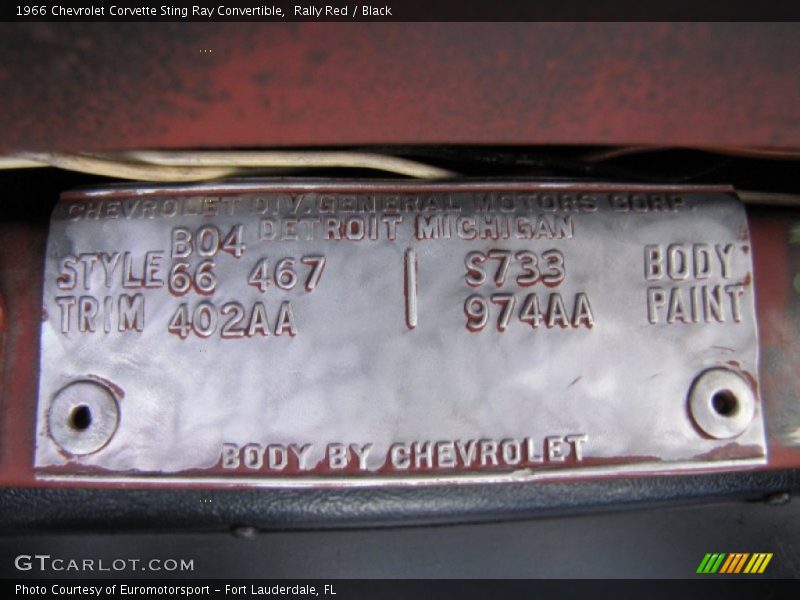 1966 Chevrolet Corvette Sting Ray Convertible, Rally Red / Black
CHEVROLET DIV. GENERAL MOTORS CORP
B04 DETROIT MICHIGAN
STYLE 66 467 S733 BODY
TRIM 402AA 974AA PAINT
BODY BY CHEVROLET
GTCARLOT.COM
Photo Courtesy of Euromotorsport - Fort Lauderdale, FL